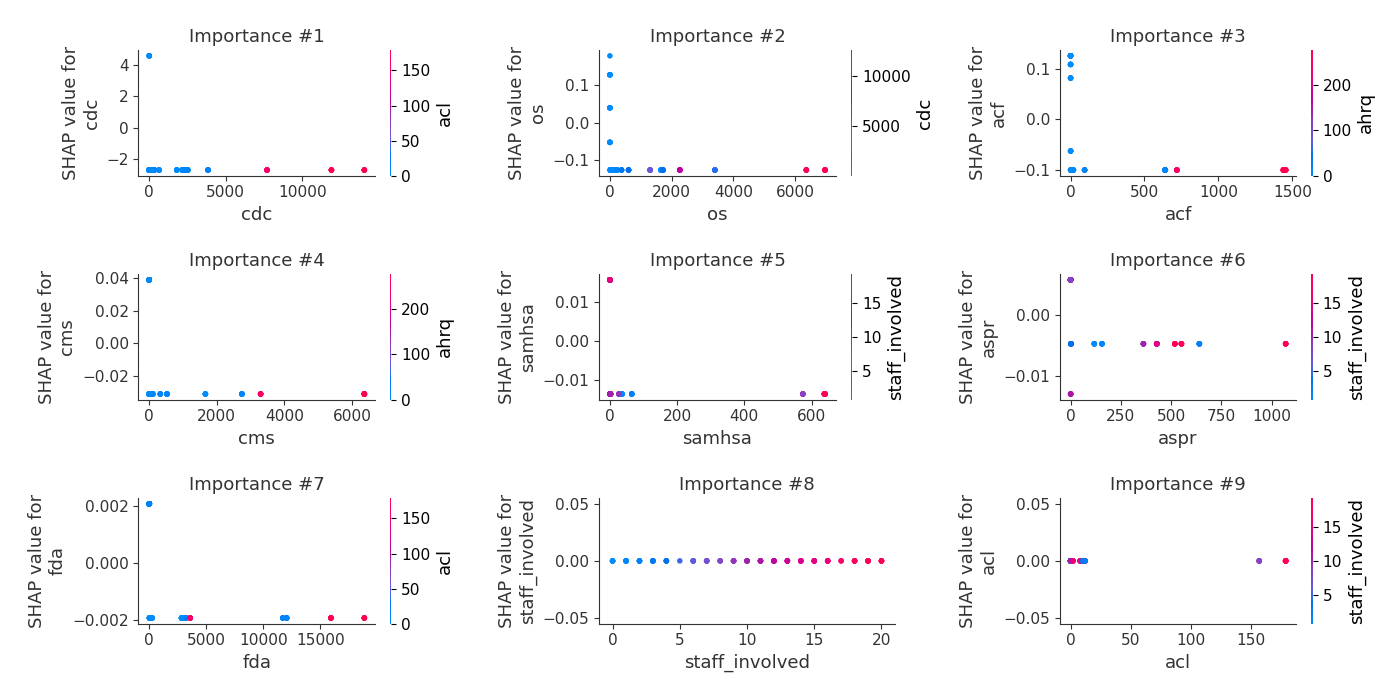 Importance #1
SHAP value for
cdc
4
2
0
−2
0
5000
10000
cdc
150
100
50
0
acl
Importance #2
SHAP value for
os
0.1
0.0
−0.1
0
2000
4000
6000
os
10000
5000
cdc
Importance #3
SHAP value for
acf
0.1
0.0
−0.1
0
500
1000
1500
acf
200
100
0
ahrq
Importance #4
SHAP value for
cms
0.04
0.02
0.00
−0.02
0
2000
4000
6000
cms
200
100
0
ahrq
Importance #5
SHAP value for
samhsa
0.01
0.00
−0.01
0
200
400
600
samhsa
15
10
5
staff_involved
Importance #6
SHAP value for
aspr
0.00
−0.01
0
250
500
750
1000
aspr
15
10
5
staff_involved
Importance #7
SHAP value for
fda
0.002
0.000
−0.002
0
5000
10000
15000
fda
150
100
50
0
acl
Importance #8
SHAP value for
staff_involved
0.05
0.00
−0.05
0
5
10
15
20
staff_involved
Importance #9
SHAP value for
acl
0.05
0.00
−0.05
0
50
100
150
acl
15
10
5
staff_involved